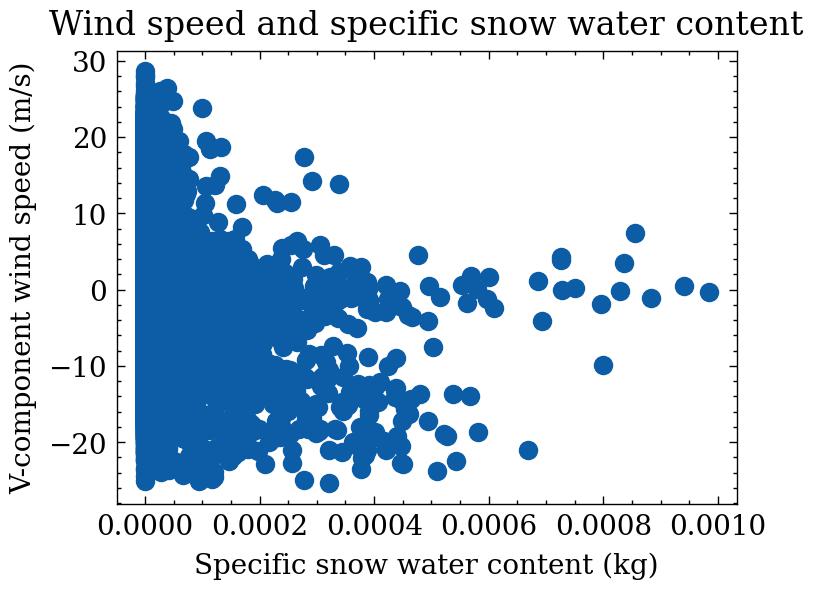 Wind speed and specific snow water content
V-component wind speed (m/s)
30
20
10
0
−10
−20
0.0000 0.0002 0.0004 0.0006 0.0008 0.0010
Specific snow water content (kg)